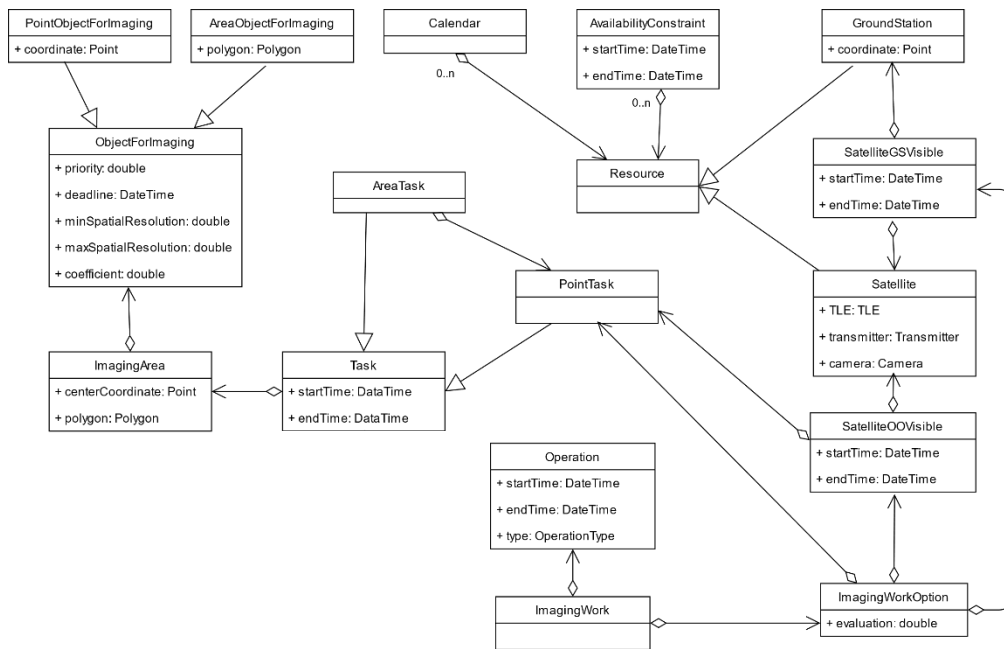 PointObjectForImaging
+ coordinate: Point
AreaObjectForImaging
+ polygon: Polygon
Calendar
0..n
AvailabilityConstraint
+ startTime: DateTime
+ endTime: DateTime
0..n
GroundStation
+ coordinate: Point
ObjectForImaging
+ priority: double
+ deadline: DateTime
+ minSpatialResolution: double
+ maxSpatialResolution: double
+ coefficient: double
AreaTask
Resource
SatelliteGSVisible
+ startTime: DateTime
+ endTime: DateTime
PointTask
Satellite
+ TLE: TLE
+ transmitter: Transmitter
+ camera: Camera
ImagingArea
+ centerCoordinate: Point
+ polygon: Polygon
Task
+ startTime: DataTime
+ endTime: DataTime
SatelliteOOVisible
+ startTime: DateTime
+ endTime: DateTime
Operation
+ startTime: DateTime
+ endTime: DateTime
+ type: OperationType
ImagingWork
ImagingWorkOption
+ evaluation: double